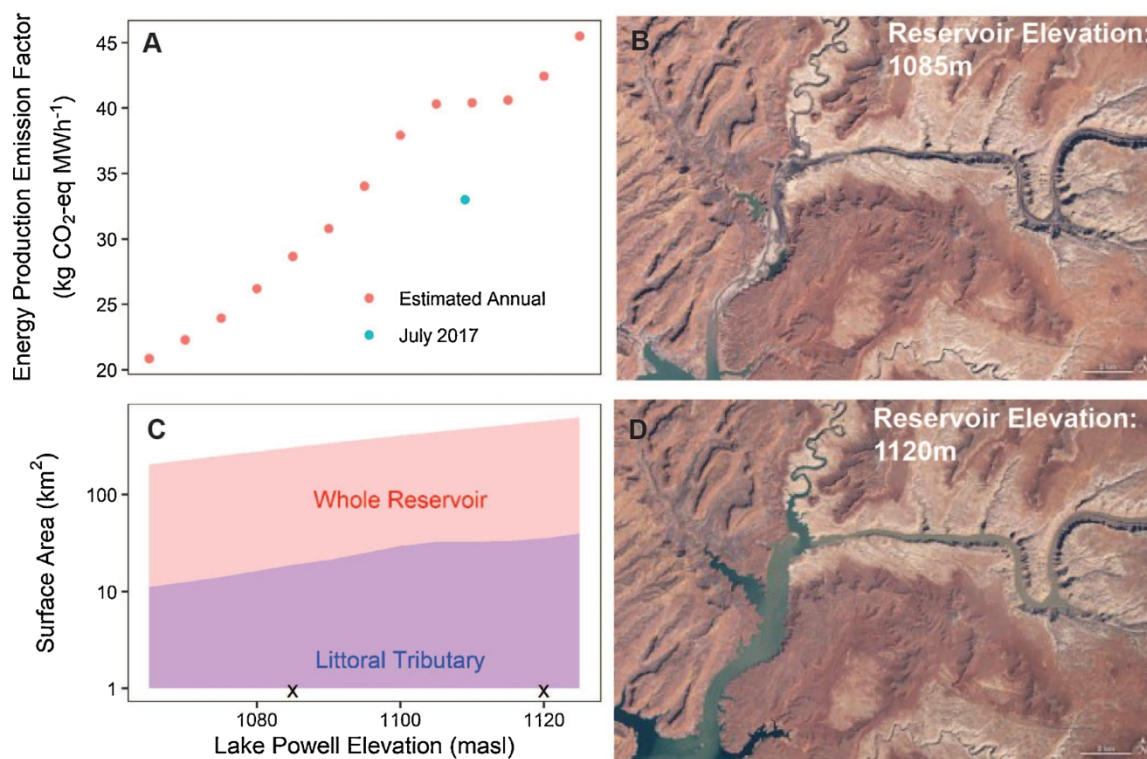 A
Energy Production Emission Factor
(kg CO₂-eq MWh⁻¹)
45
40
35
30
25
20
Estimated Annual
July 2017
B
Reservoir Elevation:
1085m
C
Surface Area (km²)
100
10
1
Whole Reservoir
Littoral Tributary
x
x
1080
1100
1120
Lake Powell Elevation (masl)
D
Reservoir Elevation:
1120m